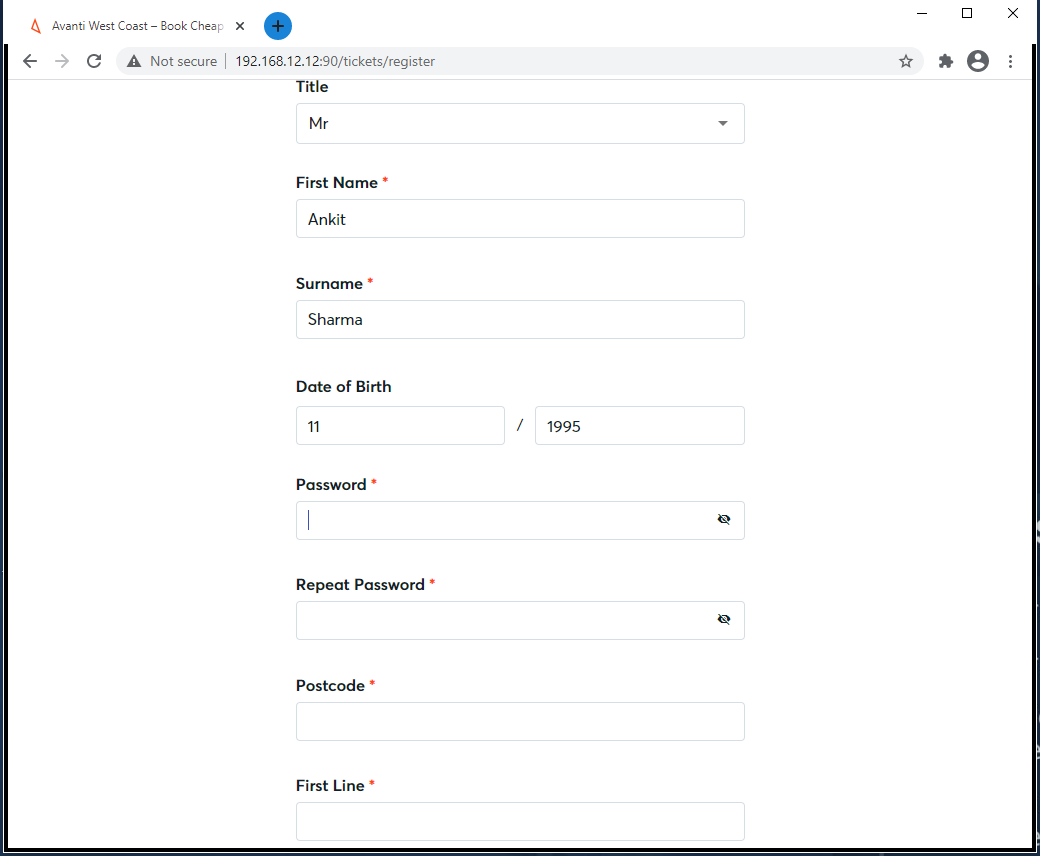 Avanti West Coast – Book Cheap
Not secure | 192.168.12.12:90/tickets/register
Title
Mr
First Name *
Ankit
Surname *
Sharma
Date of Birth
11 / 1995
Password *
Repeat Password *
Postcode *
First Line *